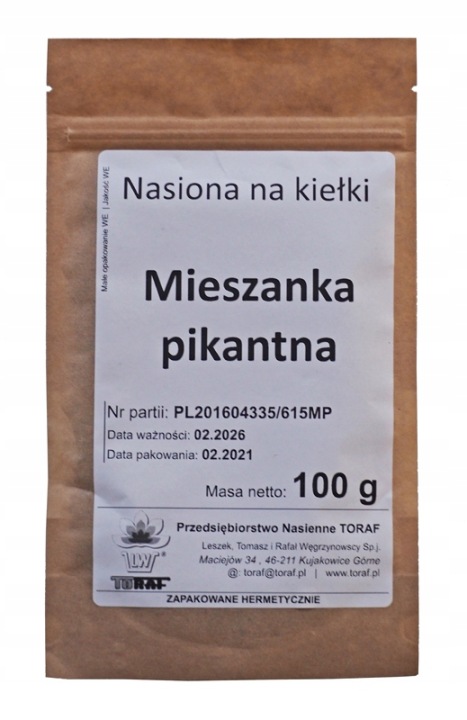 Małe opakowanie WE | Jakość WE
Nasiona na kiełki
Mieszanka
pikantna
Nr partii: PL201604335/615MP
Data ważności: 02.2026
Data pakowania: 02.2021
Masa netto: 100 g
Przedsiębiorstwo Nasienne TORAF
Leszek, Tomasz i Rafał Węgrzynowscy Sp.j.
Maciejów 34 , 46-211 Kujakowice Górne
@: toraf@toraf.pl | www.toraf.pl
LWT
TORAF
ZAPAKOWANE HERMETYCZNIE